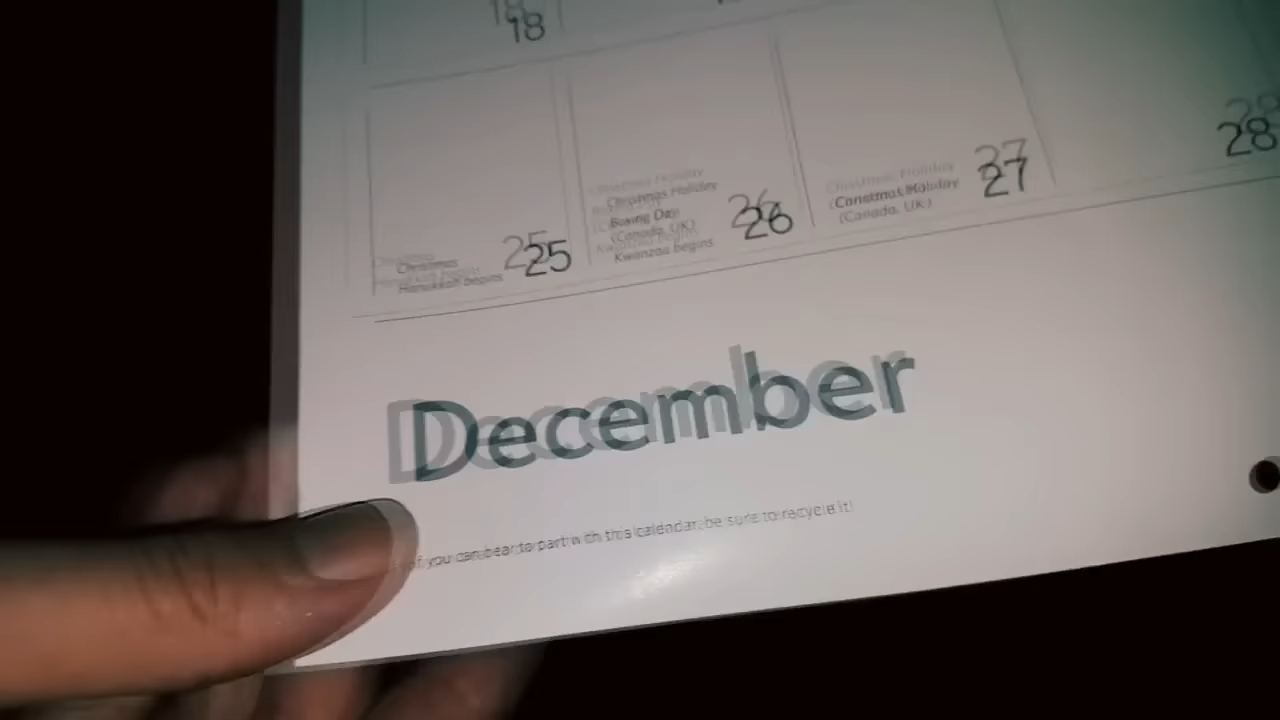 18
25
Christmas
Hanukkah begins
26
Christmas Holiday
Boxing Day
(Canada, UK)
Kwanzaa begins
27
Christmas Holiday
(Canada, UK)
28
December
If you can bear to part with this calendar, be sure to recycle it!